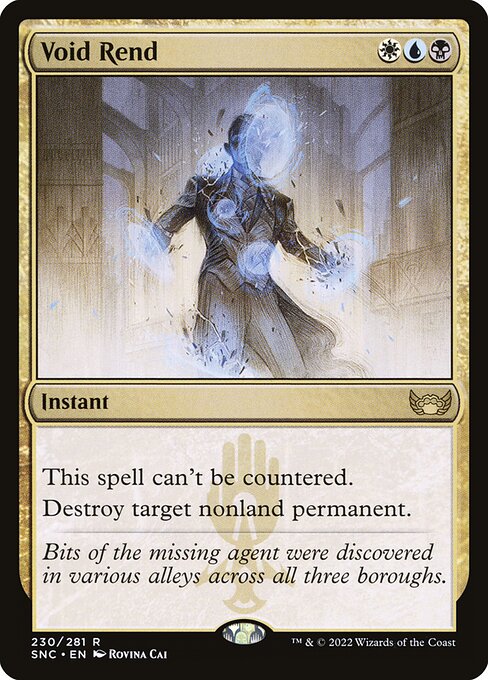 Void Rend
Instant
This spell can't be countered.
Destroy target nonland permanent.
Bits of the missing agent were discovered
in various alleys across all three boroughs.
230/281 R
SNC • EN Rovina Cai
™ & © 2022 Wizards of the Coast